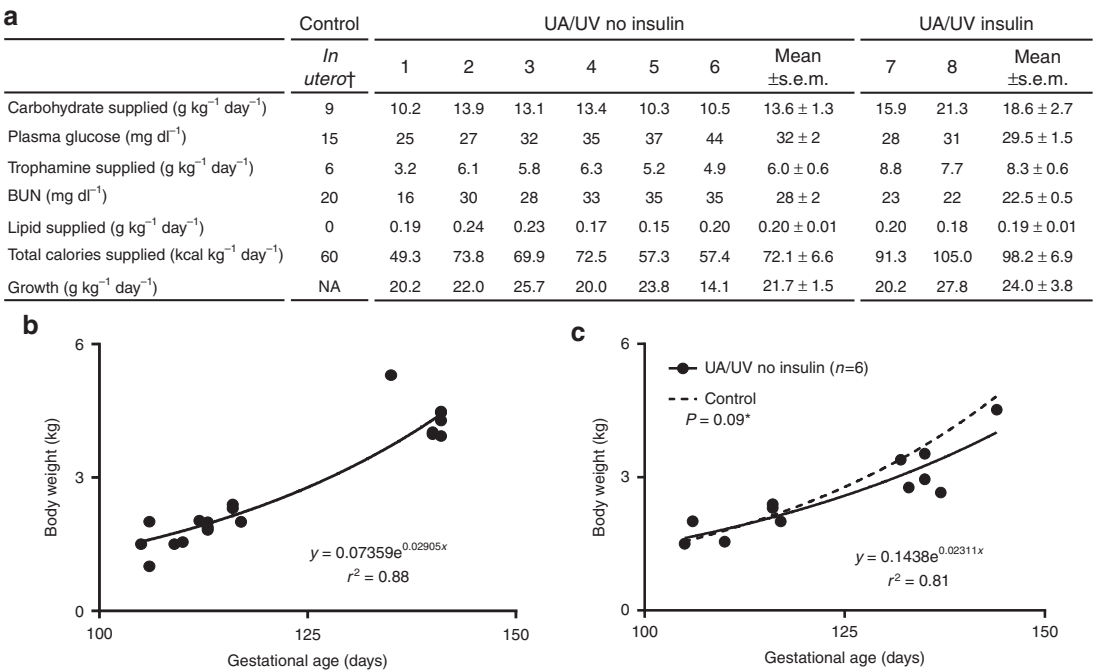 a
Control UA/UV no insulin UA/UV insulin
In utero† 1 2 3 4 5 6 Mean ±s.e.m. 7 8 Mean ±s.e.m.
Carbohydrate supplied (g kg⁻¹ day⁻¹) 9 10.2 13.9 13.1 13.4 10.3 10.5 13.6 ± 1.3 15.9 21.3 18.6 ± 2.7
Plasma glucose (mg dl⁻¹) 15 25 27 32 35 37 44 32 ± 2 28 31 29.5 ± 1.5
Trophamine supplied (g kg⁻¹ day⁻¹) 6 3.2 6.1 5.8 6.3 5.2 4.9 6.0 ± 0.6 8.8 7.7 8.3 ± 0.6
BUN (mg dl⁻¹) 20 16 30 28 33 35 35 28 ± 2 23 22 22.5 ± 0.5
Lipid supplied (g kg⁻¹ day⁻¹) 0 0.19 0.24 0.23 0.17 0.15 0.20 0.20 ± 0.01 0.20 0.18 0.19 ± 0.01
Total calories supplied (kcal kg⁻¹ day⁻¹) 60 49.3 73.8 69.9 72.5 57.3 57.4 72.1 ± 6.6 91.3 105.0 98.2 ± 6.9
Growth (g kg⁻¹ day⁻¹) NA 20.2 22.0 25.7 20.0 23.8 14.1 21.7 ± 1.5 20.2 27.8 24.0 ± 3.8
b
6
3
0
Body weight (kg)
y = 0.07359e^0.02905x
r² = 0.88
100 125 150
Gestational age (days)
c
6
3
0
Body weight (kg)
UA/UV no insulin (n=6)
Control
P = 0.09*
y = 0.1438e^0.02311x
r² = 0.81
100 125 150
Gestational age (days)